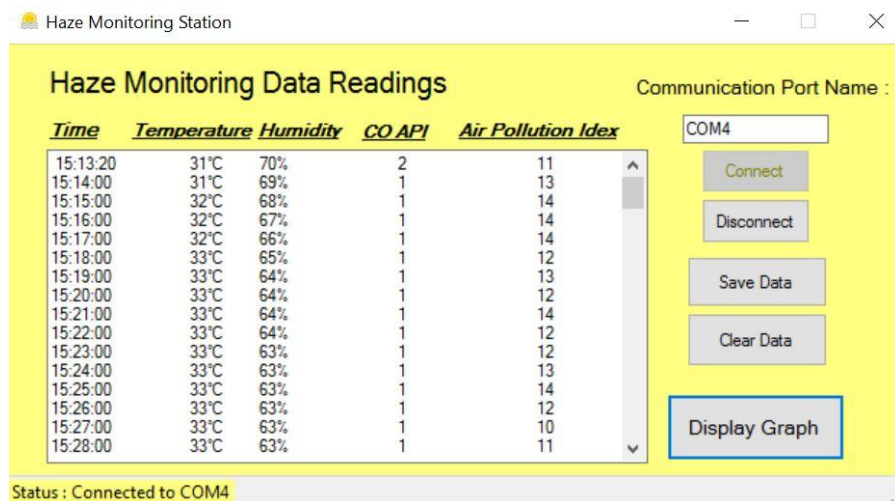 Haze Monitoring Station
Haze Monitoring Data Readings
Communication Port Name :
Time Temperature Humidity CO API Air Pollution Idex
COM4
15:13:20 31°C 70% 2 11
15:14:00 31°C 69% 1 13
15:15:00 32°C 68% 1 14
15:16:00 32°C 67% 1 14
15:17:00 32°C 66% 1 14
15:18:00 33°C 65% 1 12
15:19:00 33°C 64% 1 13
15:20:00 33°C 64% 1 12
15:21:00 33°C 64% 1 14
15:22:00 33°C 64% 1 12
15:23:00 33°C 63% 1 12
15:24:00 33°C 63% 1 13
15:25:00 33°C 63% 1 14
15:26:00 33°C 63% 1 12
15:27:00 33°C 63% 1 10
15:28:00 33°C 63% 1 11
Connect
Disconnect
Save Data
Clear Data
Display Graph
Status : Connected to COM4